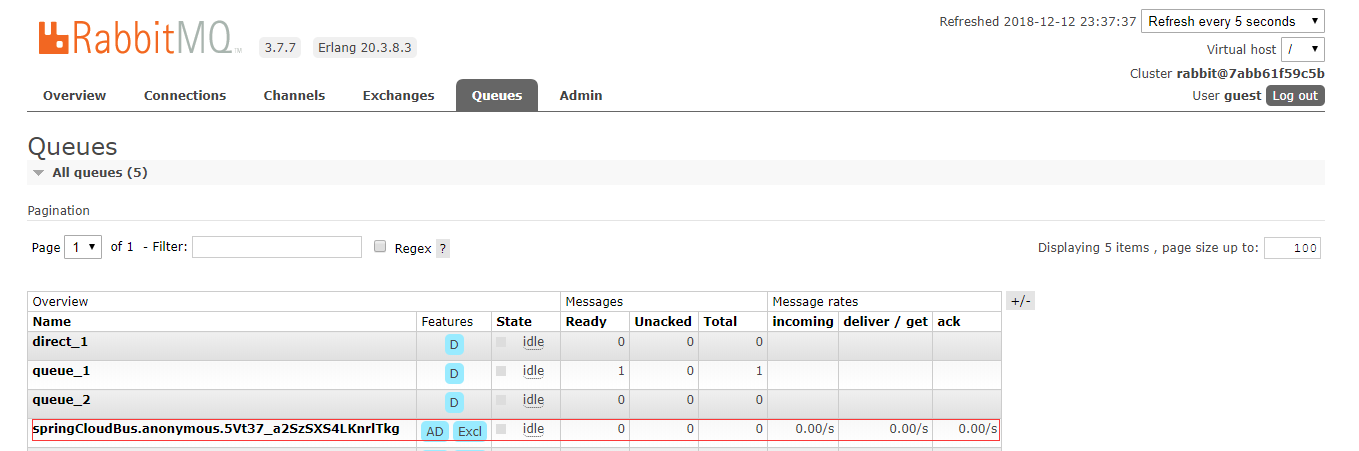 RabbitMQ TM 3.7.7 Erlang 20.3.8.3
Refreshed 2018-12-12 23:37:37 Refresh every 5 seconds
Virtual host /
Cluster rabbit@7abb61f59c5b
User guest Log out
Overview Connections Channels Exchanges Queues Admin
Queues
All queues (5)
Pagination
Page 1 of 1 - Filter: Regex ? Displaying 5 items , page size up to: 100
Overview Messages Message rates +/-
Name Features State Ready Unacked Total incoming deliver / get ack
direct_1 D idle 0 0 0
queue_1 D idle 1 0 1
queue_2 D idle 0 0 0
springCloudBus.anonymous.5Vt37_a2SzSXS4LKnrlTkg AD Excl idle 0 0 0 0.00/s 0.00/s 0.00/s